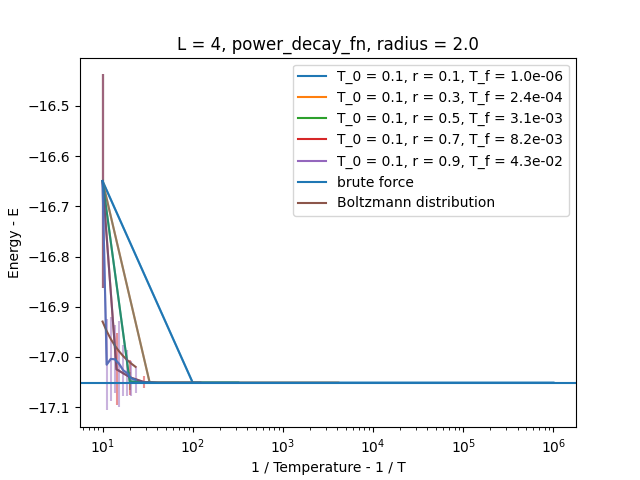 L = 4, power_decay_fn, radius = 2.0
T_0 = 0.1, r = 0.1, T_f = 1.0e-06
T_0 = 0.1, r = 0.3, T_f = 2.4e-04
T_0 = 0.1, r = 0.5, T_f = 3.1e-03
T_0 = 0.1, r = 0.7, T_f = 8.2e-03
T_0 = 0.1, r = 0.9, T_f = 4.3e-02
brute force
Boltzmann distribution
Energy - E
−16.5
−16.6
−16.7
−16.8
−16.9
−17.0
−17.1
10¹ 10² 10³ 10⁴ 10⁵ 10⁶
1 / Temperature - 1 / T